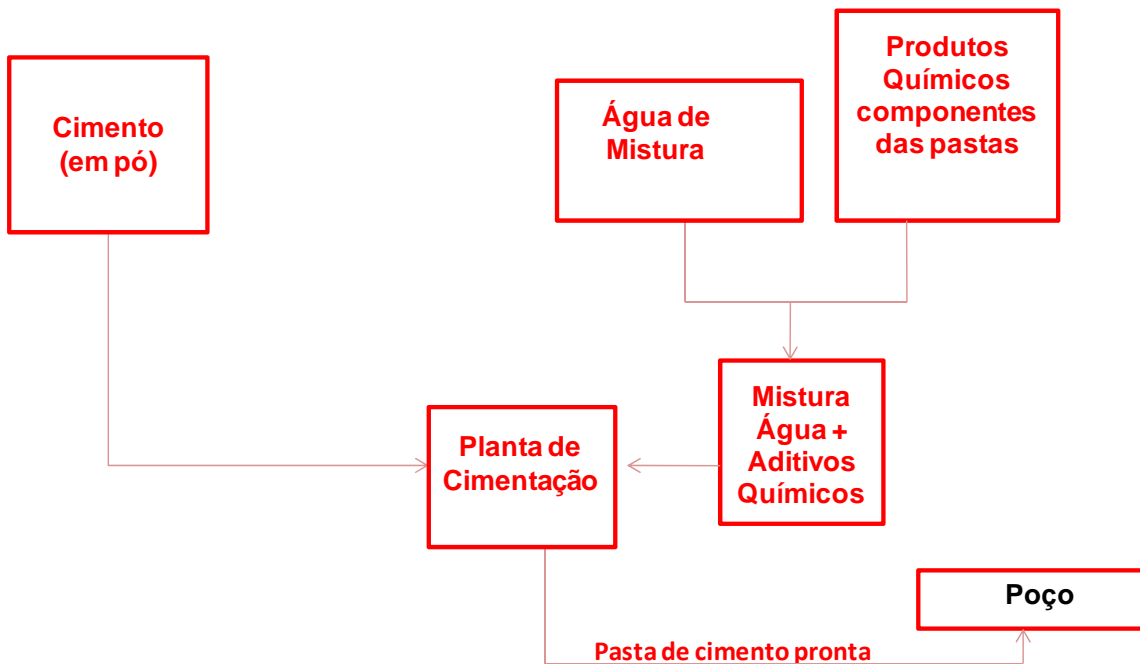 Cimento
(em pó)
Água de
Mistura
Produtos
Químicos
componentes
das pastas
Planta de
Cimentação
Mistura
Água +
Aditivos
Químicos
Poço
Pasta de cimento pronta